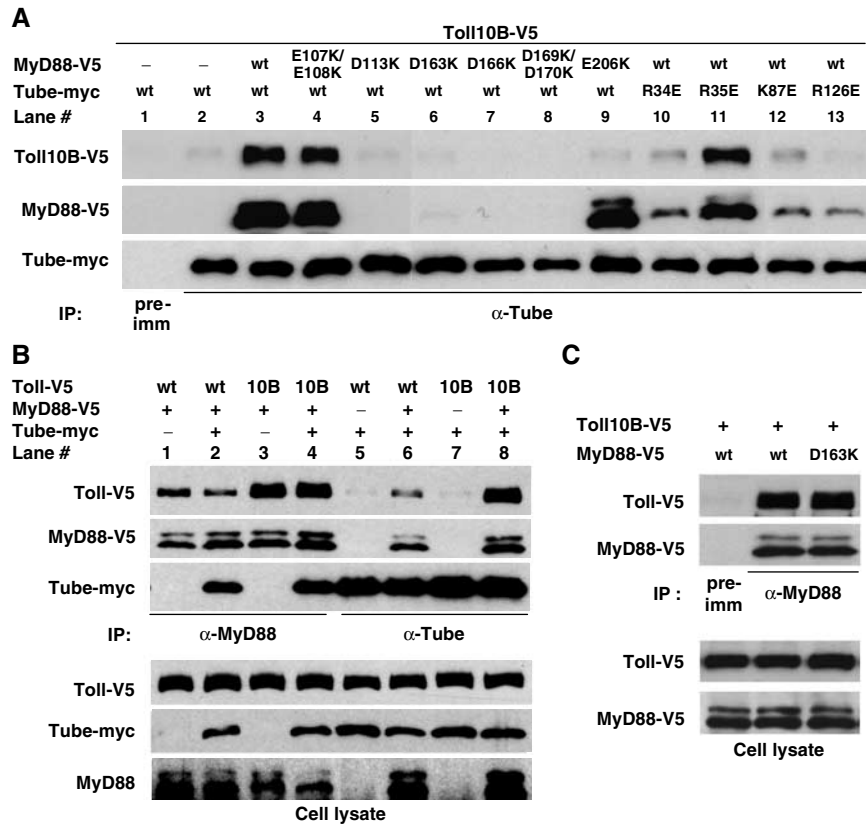 A
Toll10B-V5
MyD88-V5 – – wt E107K/E108K D113K D163K D166K D169K/D170K E206K wt wt wt wt
Tube-myc wt wt wt wt wt wt wt wt wt R34E R35E K87E R126E
Lane # 1 2 3 4 5 6 7 8 9 10 11 12 13
Toll10B-V5
MyD88-V5
Tube-myc
IP: pre-imm α-Tube
B
Toll-V5 wt wt 10B 10B wt wt 10B 10B
MyD88-V5 + + + + – + – +
Tube-myc – + – + + + + +
Lane # 1 2 3 4 5 6 7 8
Toll-V5
MyD88-V5
Tube-myc
IP: α-MyD88 α-Tube
Toll-V5
Tube-myc
MyD88
Cell lysate
C
Toll10B-V5 + + +
MyD88-V5 wt wt D163K
Toll-V5
MyD88-V5
IP : pre-imm α-MyD88
Toll-V5
MyD88-V5
Cell lysate